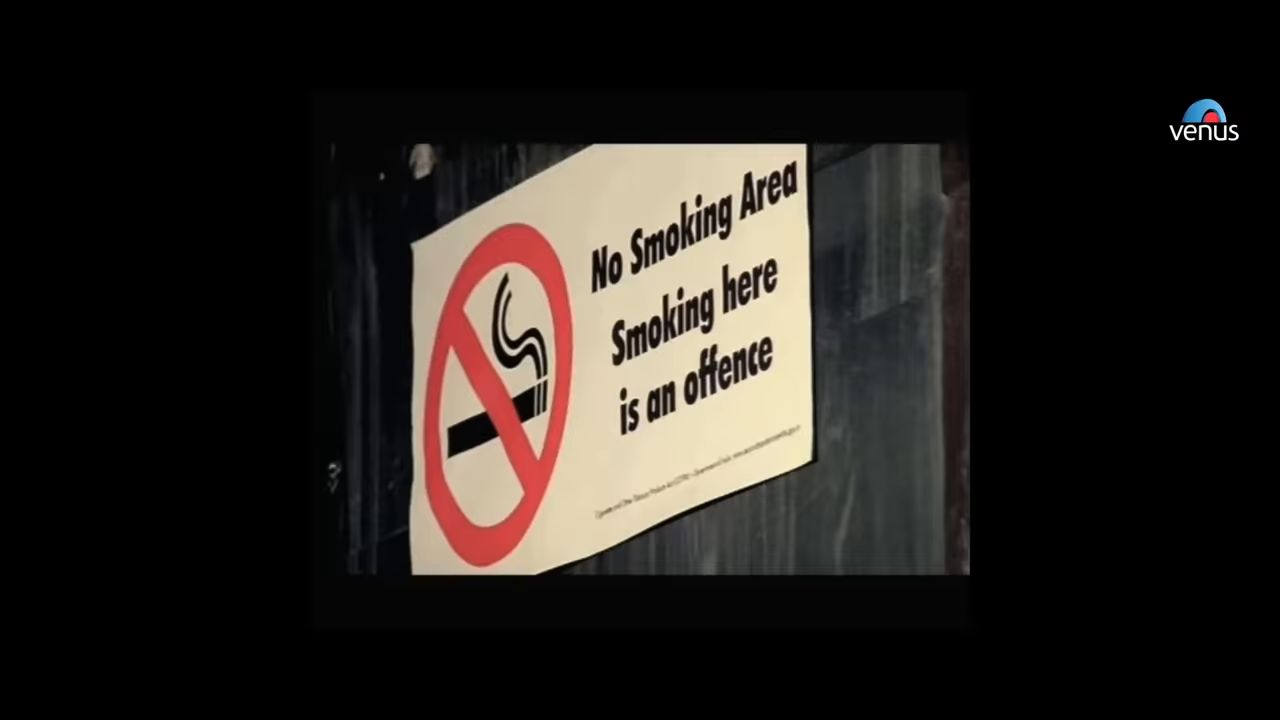 No Smoking Area
Smoking here
is an offence
venus